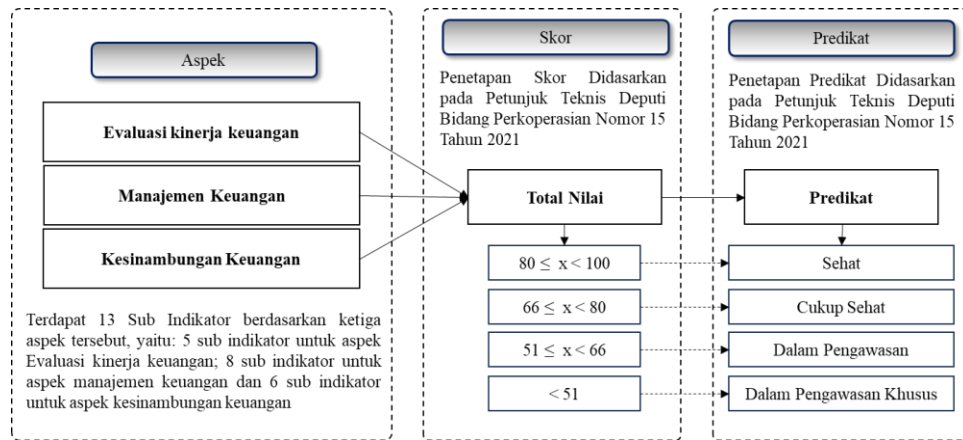 Aspek
Evaluasi kinerja keuangan
Manajemen Keuangan
Kesinambungan Keuangan
Terdapat 13 Sub Indikator berdasarkan ketiga
aspek tersebut, yaitu: 5 sub indikator untuk aspek
Evaluasi kinerja keuangan; 8 sub indikator untuk
aspek manajemen keuangan dan 6 sub indikator
untuk aspek kesinambungan keuangan
Skor
Penetapan Skor Didasarkan
pada Petunjuk Teknis Deputi
Bidang Perkoperasian Nomor 15
Tahun 2021
Total Nilai
80 ≤ x < 100
66 ≤ x < 80
51 ≤ x < 66
< 51
Predikat
Penetapan Predikat Didasarkan
pada Petunjuk Teknis Deputi
Bidang Perkoperasian Nomor 15
Tahun 2021
Predikat
Sehat
Cukup Sehat
Dalam Pengawasan
Dalam Pengawasan Khusus